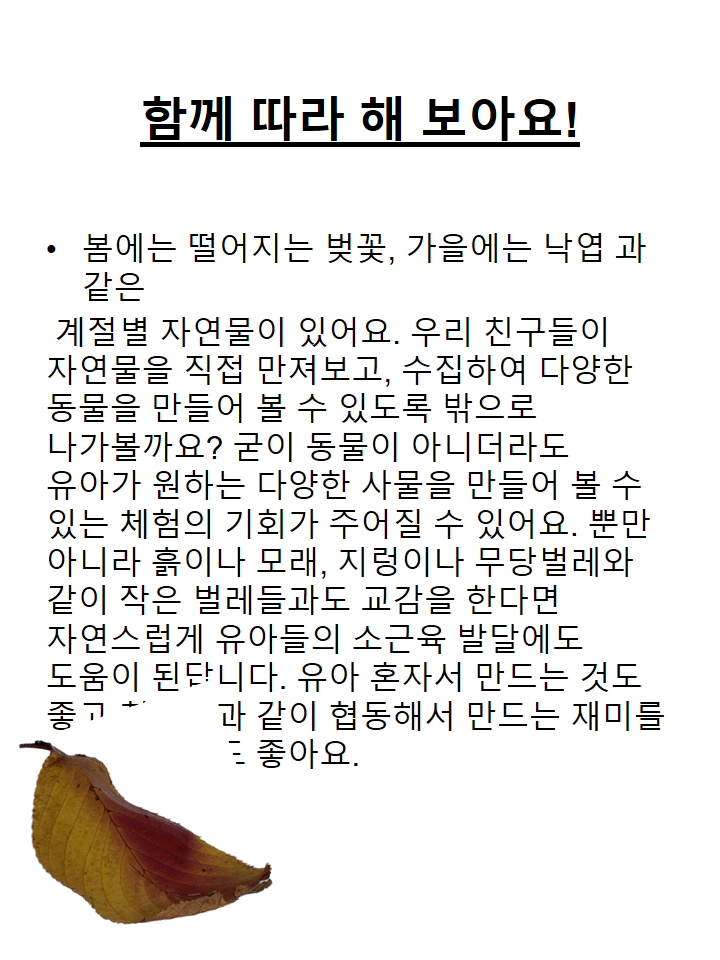 함께 따라 해 보아요!
• 봄에는 떨어지는 벚꽃, 가을에는 낙엽 과
같은
계절별 자연물이 있어요. 우리 친구들이
자연물을 직접 만져보고, 수집하여 다양한
동물을 만들어 볼 수 있도록 밖으로
나가볼까요? 굳이 동물이 아니더라도
유아가 원하는 다양한 사물을 만들어 볼 수
있는 체험의 기회가 주어질 수 있어요. 뿐만
아니라 흙이나 모래, 지렁이나 무당벌레와
같이 작은 벌레들과도 교감을 한다면
자연스럽게 유아들의 소근육 발달에도
도움이 된답니다. 유아 혼자서 만드는 것도
좋고 과 같이 협동해서 만드는 재미를
좋아요.